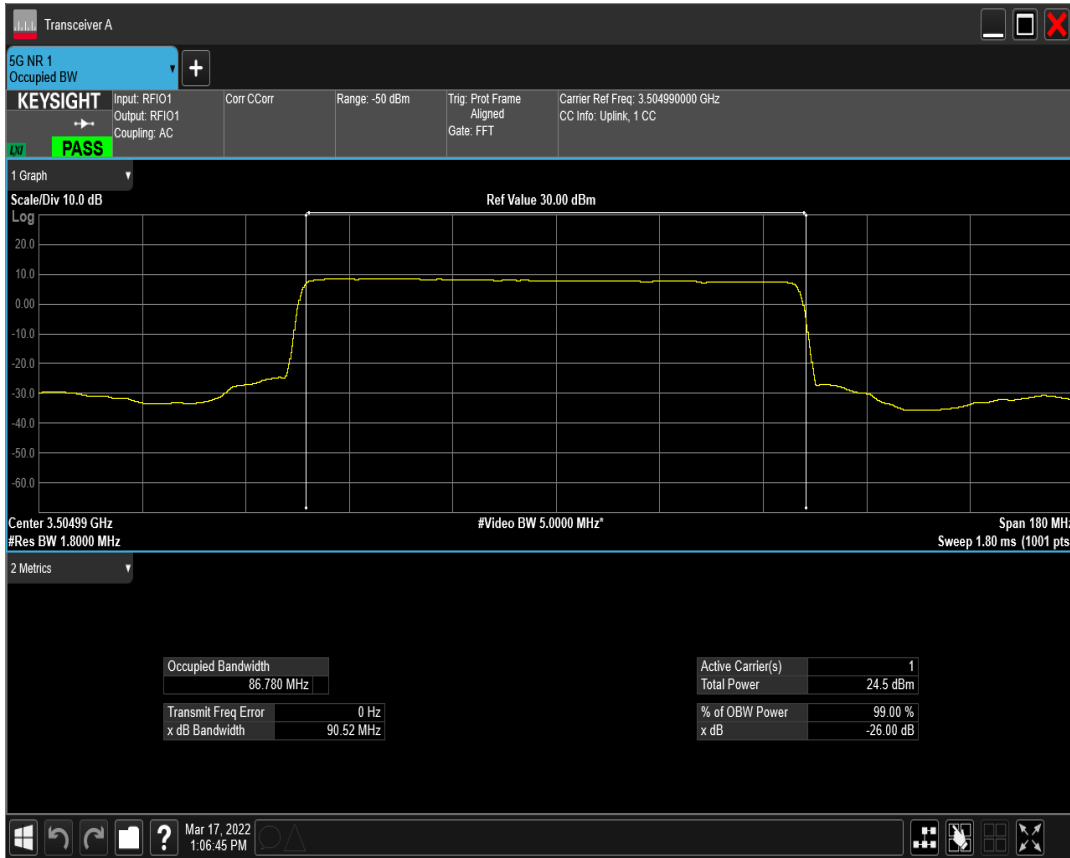 Transceiver A
5G NR 1
Occupied BW
KEYSIGHT
LXI
PASS
Input: RFIO1
Output: RFIO1
Coupling: AC
Corr CCorr
Range: -50 dBm
Trig: Prot Frame
Aligned
Gate: FFT
Carrier Ref Freq: 3.504990000 GHz
CC Info: Uplink, 1 CC
1 Graph
Scale/Div 10.0 dB
Ref Value 30.00 dBm
Log
20.0
10.0
0.00
-10.0
-20.0
-30.0
-40.0
-50.0
-60.0
Center 3.50499 GHz
#Video BW 5.0000 MHz*
Span 180 MHz
#Res BW 1.8000 MHz
Sweep 1.80 ms (1001 pts
2 Metrics
Occupied Bandwidth
86.780 MHz
Transmit Freq Error 0 Hz
x dB Bandwidth 90.52 MHz
Active Carrier(s) 1
Total Power 24.5 dBm
% of OBW Power 99.00 %
x dB -26.00 dB
Mar 17, 2022
1:06:45 PM